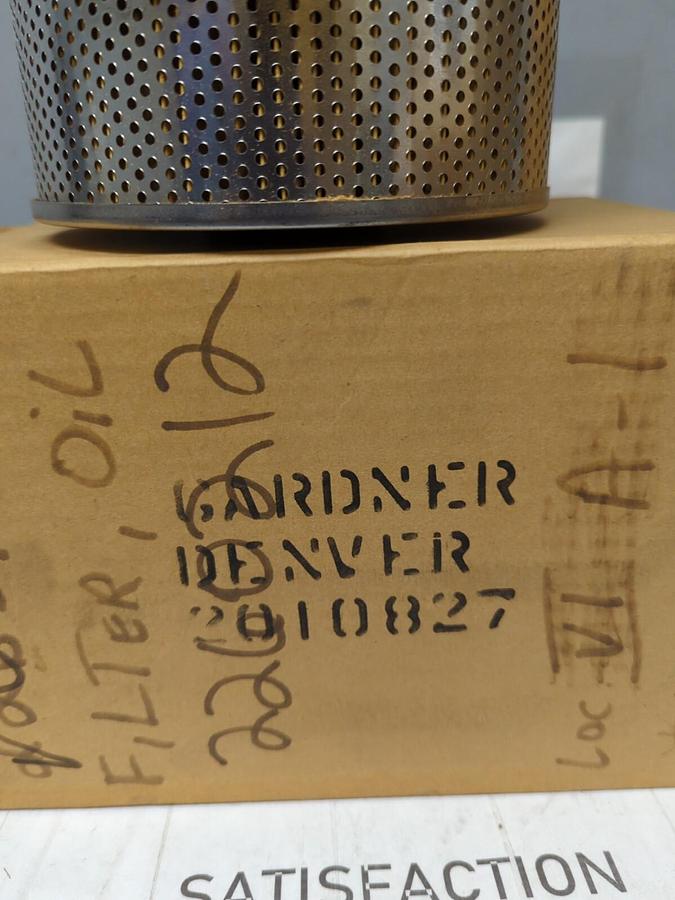 GARDNER
DENVER
2010827
FiLTER, OiL
Loc VI A-1
SATISFACTION